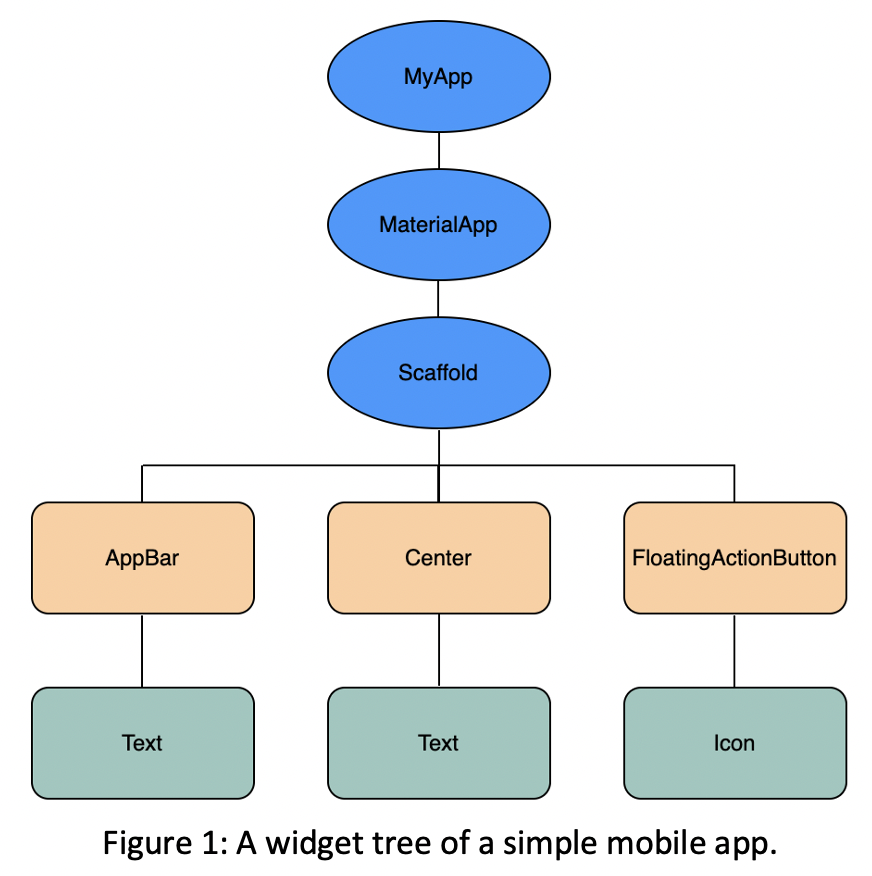 MyApp
MaterialApp
Scaffold
AppBar
Center
FloatingActionButton
Text
Text
Icon
Figure 1: A widget tree of a simple mobile app.